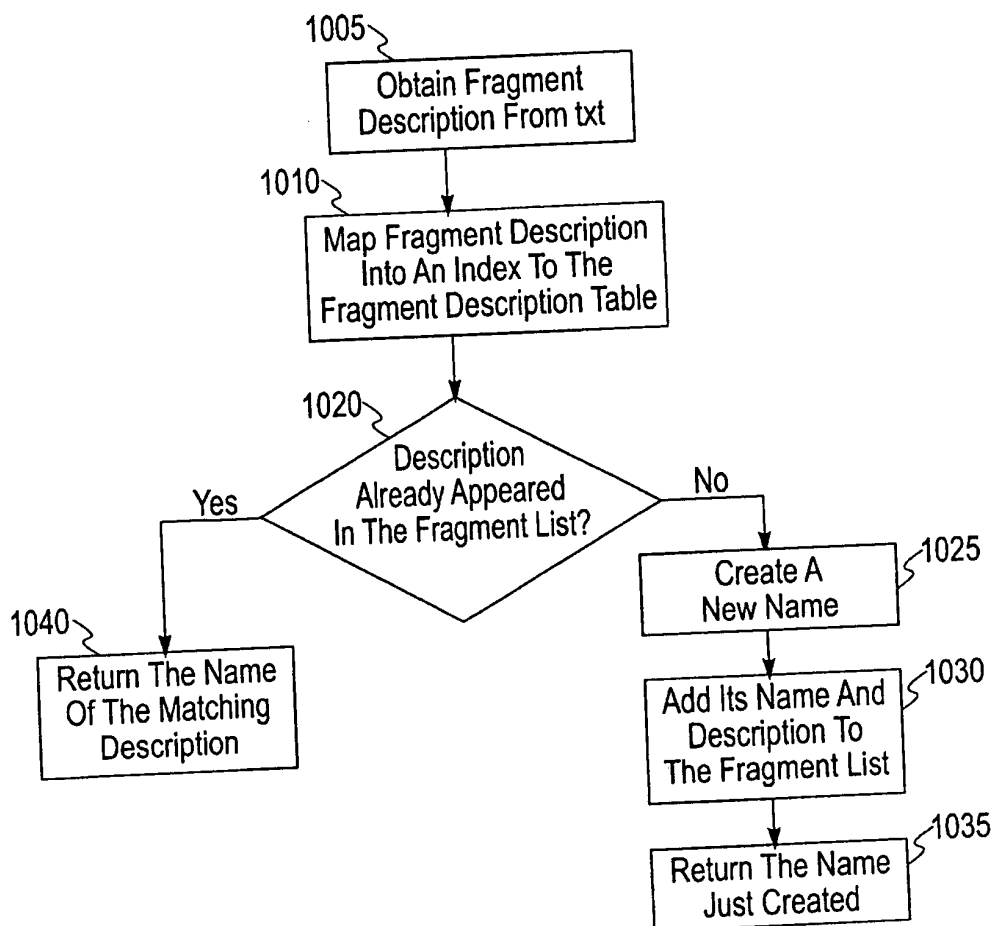 1005
Obtain Fragment
Description From txt
1010
Map Fragment Description
Into An Index To The
Fragment Description Table
1020
Description
Already Appeared
In The Fragment List?
Yes
No
1025
Create A
New Name
1040
Return The Name
Of The Matching
Description
1030
Add Its Name And
Description To
The Fragment List
1035
Return The Name
Just Created